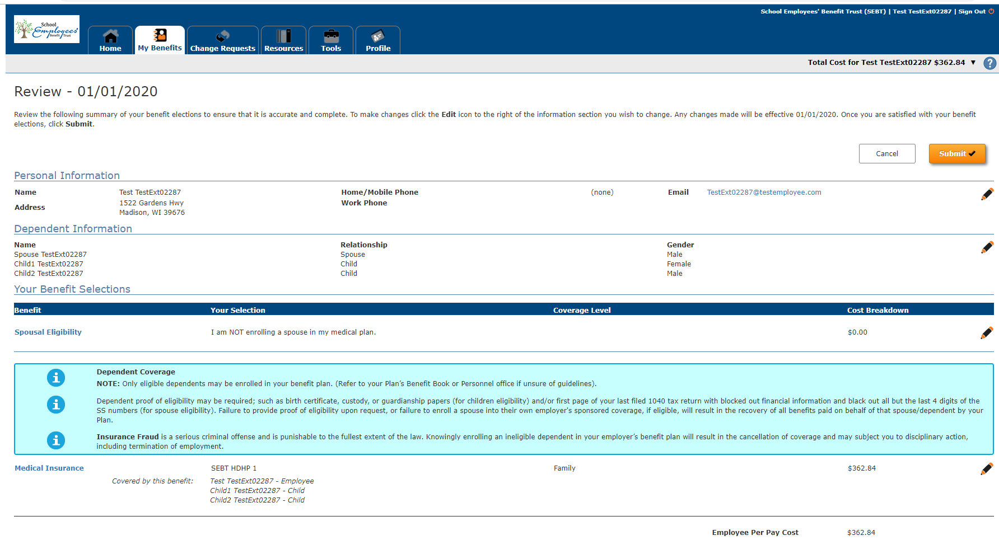 School Employees' Benefit Trust (SEBT) | Test TestExt02287 | Sign Out
School
Employees'
Benefit Trust
Home
My Benefits
Change Requests
Resources
Tools
Profile
Total Cost for Test TestExt02287 $362.84 ▼ ?
Review - 01/01/2020
Review the following summary of your benefit elections to ensure that it is accurate and complete. To make changes click the Edit icon to the right of the information section you wish to change. Any changes made will be effective 01/01/2020. Once you are satisfied with your benefit
elections, click Submit.
Cancel
Submit ✔
Personal Information
Name Test TestExt02287 Home/Mobile Phone (none) Email TestExt02287@testemployee.com
Address 1522 Gardens Hwy Work Phone
Madison, WI 39676
Dependent Information
Name Relationship Gender
Spouse TestExt02287 Spouse Male
Child1 TestExt02287 Child Female
Child2 TestExt02287 Child Male
Your Benefit Selections
Benefit Your Selection Coverage Level Cost Breakdown
Spousal Eligibility I am NOT enrolling a spouse in my medical plan. $0.00
Dependent Coverage
NOTE: Only eligible dependents may be enrolled in your benefit plan. (Refer to your Plan’s Benefit Book or Personnel office if unsure of guidelines).
Dependent proof of eligibility may be required; such as birth certificate, custody, or guardianship papers (for children eligibility) and/or first page of your last filed 1040 tax return with blocked out financial information and black out all but the last 4 digits of the
SS numbers (for spouse eligibility). Failure to provide proof of eligibility upon request, or failure to enroll a spouse into their own employer's sponsored coverage, if eligible, will result in the recovery of all benefits paid on behalf of that spouse/dependent by your
Plan.
Insurance Fraud is a serious criminal offense and is punishable to the fullest extent of the law. Knowingly enrolling an ineligible dependent in your employer’s benefit plan will result in the cancellation of coverage and may subject you to disciplinary action,
including termination of employment.
Medical Insurance SEBT HDHP 1 Family $362.84
Covered by this benefit: Test TestExt02287 - Employee
Child1 TestExt02287 - Child
Child2 TestExt02287 - Child
Employee Per Pay Cost $362.84